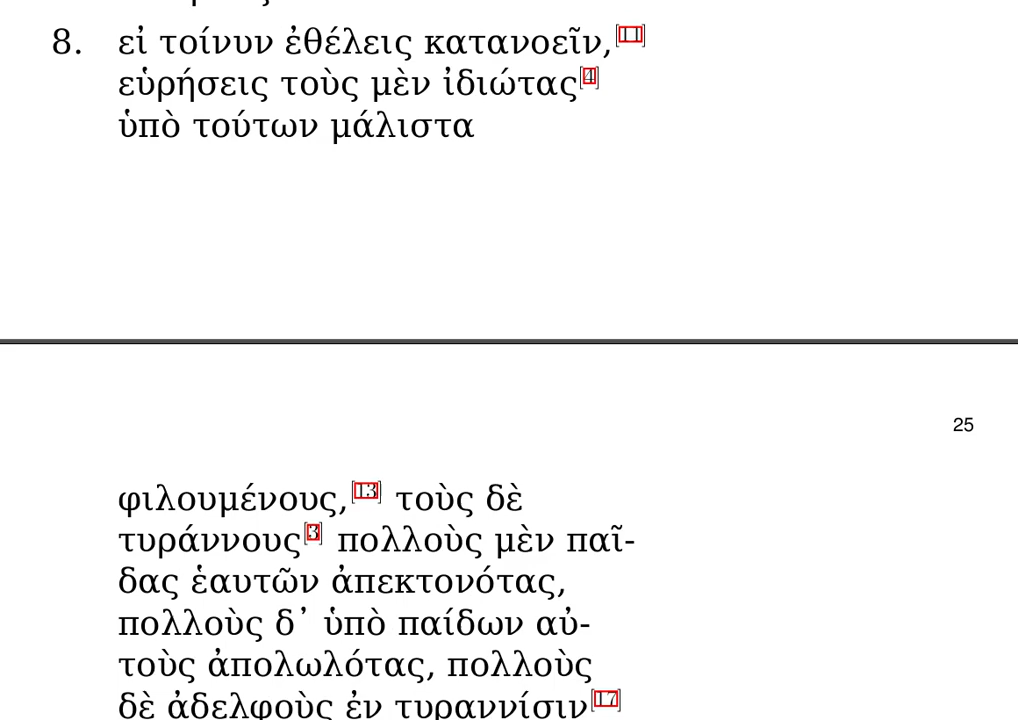 8. εἰ τοίνυν ἐθέλεις κατανοεῖν,[11]
εὑρήσεις τοὺς μὲν ἰδιώτας[4]
ὑπὸ τούτων μάλιστα
25
φιλουμένους,[13] τοὺς δὲ
τυράννους[3] πολλοὺς μὲν παῖ-
δας ἑαυτῶν ἀπεκτονότας,
πολλοὺς δ᾽ ὑπὸ παίδων αὐ-
τοὺς ἀπολωλότας, πολλοὺς
δὲ ἀδελφοὺς ἐν τυραννίσιν[17]